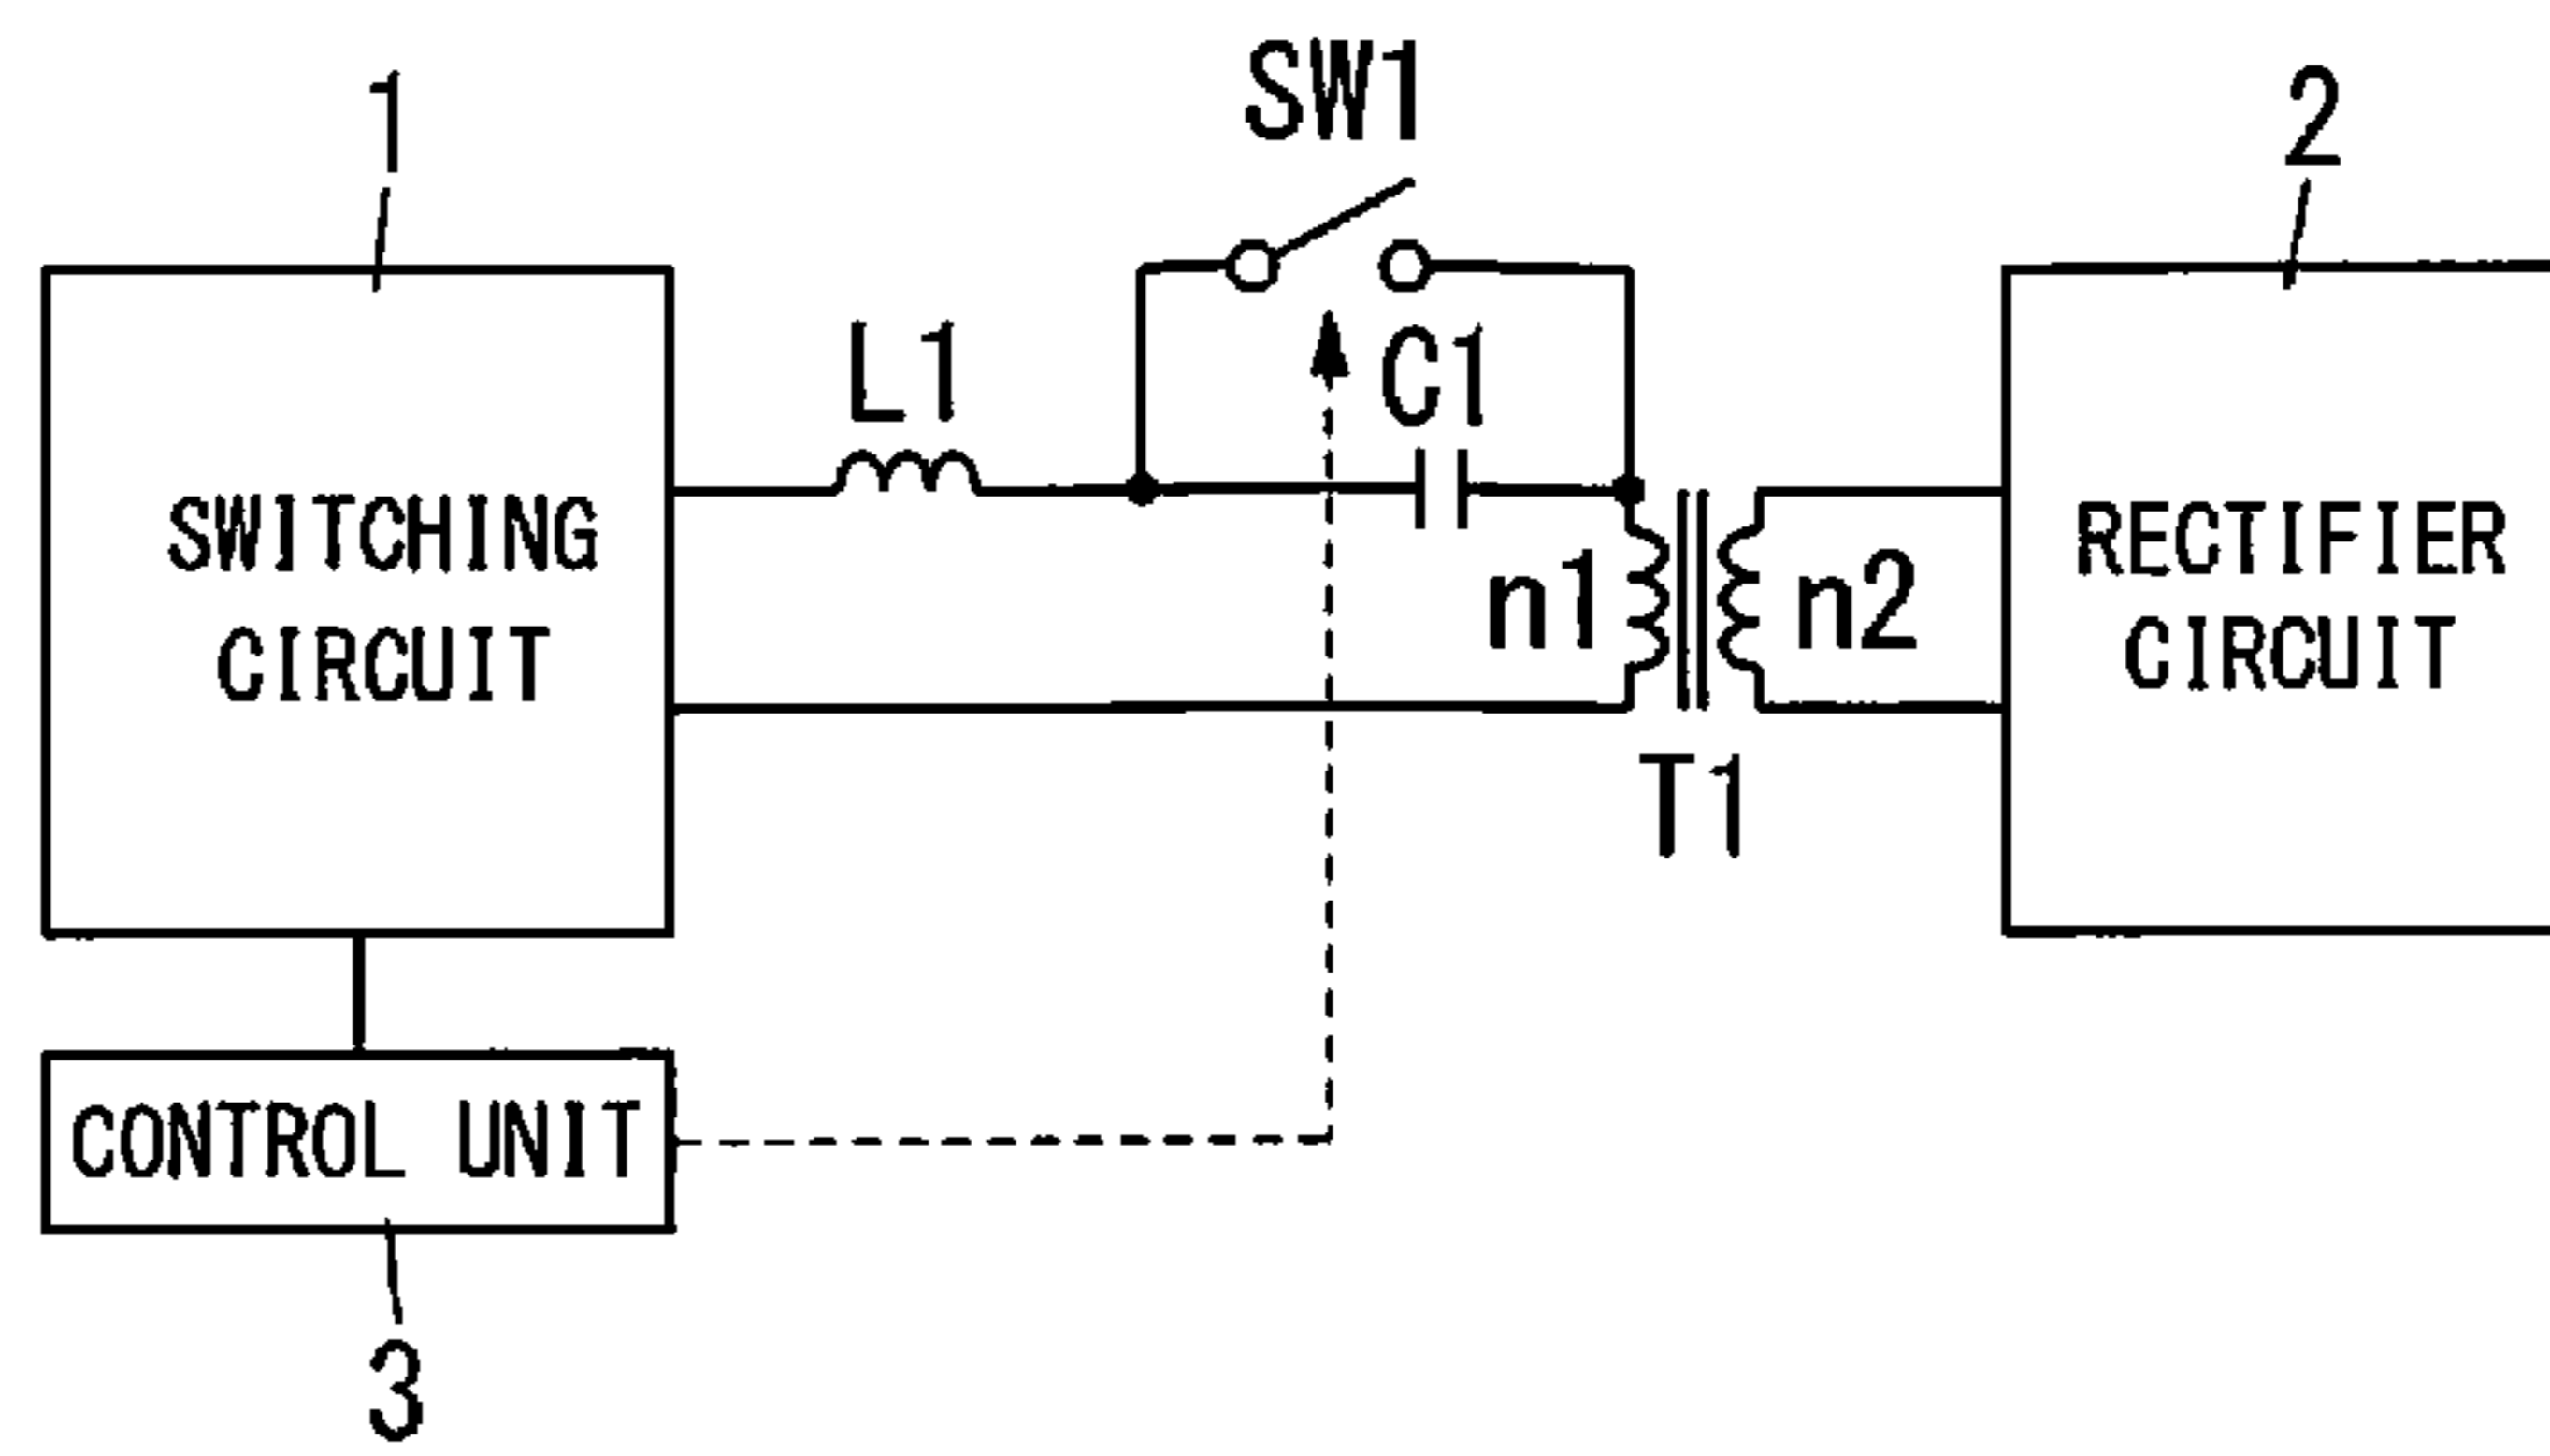 SW1
1
2
L1
C1
SWITCHING
CIRCUIT
n1
n2
RECTIFIER
CIRCUIT
T1
CONTROL UNIT
3